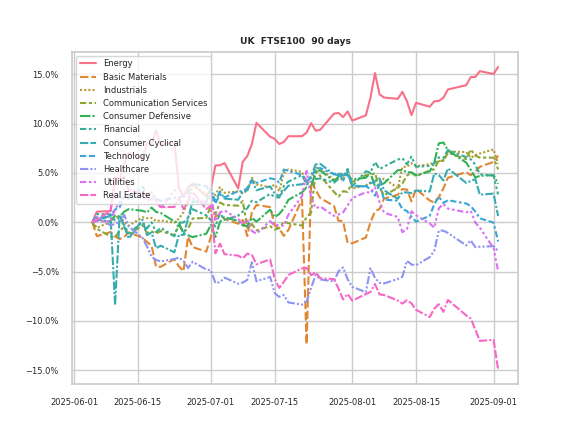 UK  FTSE100  90 days
Energy
Basic Materials
Industrials
Communication Services
Consumer Defensive
Financial
Consumer Cyclical
Technology
Healthcare
Utilities
Real Estate
15.0%
10.0%
5.0%
0.0%
−5.0%
−10.0%
−15.0%
2025-06-01
2025-06-15
2025-07-01
2025-07-15
2025-08-01
2025-08-15
2025-09-01